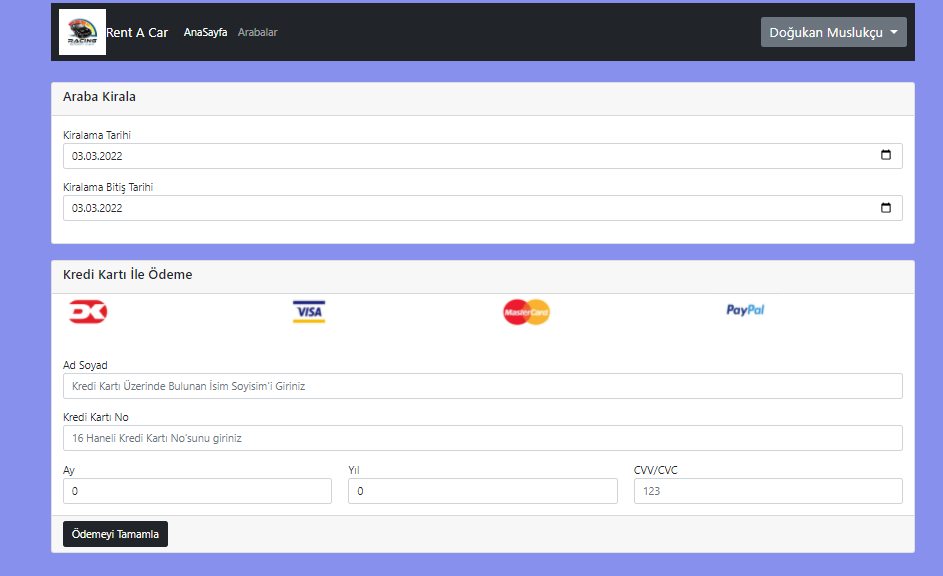 RACING
Rent A Car AnaSayfa Arabalar Doğukan Muslukçu
Araba Kirala
Kiralama Tarihi
03.03.2022
Kiralama Bitiş Tarihi
03.03.2022
Kredi Kartı İle Ödeme
VISA MasterCard PayPal
Ad Soyad
Kredi Kartı Üzerinde Bulunan İsim Soyisim'i Giriniz
Kredi Kartı No
16 Haneli Kredi Kartı No'sunu giriniz
Ay Yıl CVV/CVC
0 0 123
Ödemeyi Tamamla